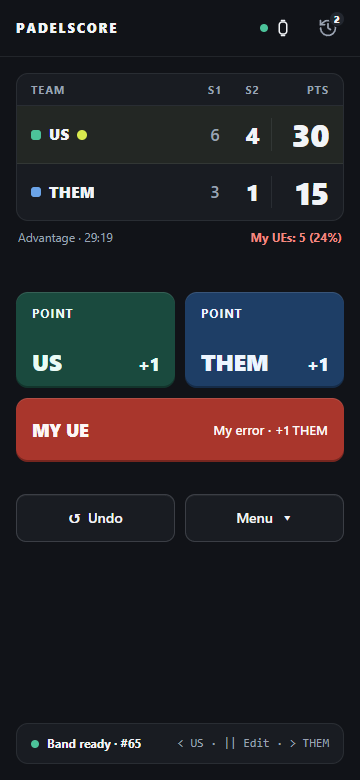 PADELSCORE 2
TEAM S1 S2 PTS
US 6 4 30
THEM 3 1 15
Advantage · 29:19 My UEs: 5 (24%)
POINT POINT
US +1 THEM +1
MY UE My error · +1 THEM
↺ Undo Menu ▼
Band ready · #65 < US · || Edit · > THEM